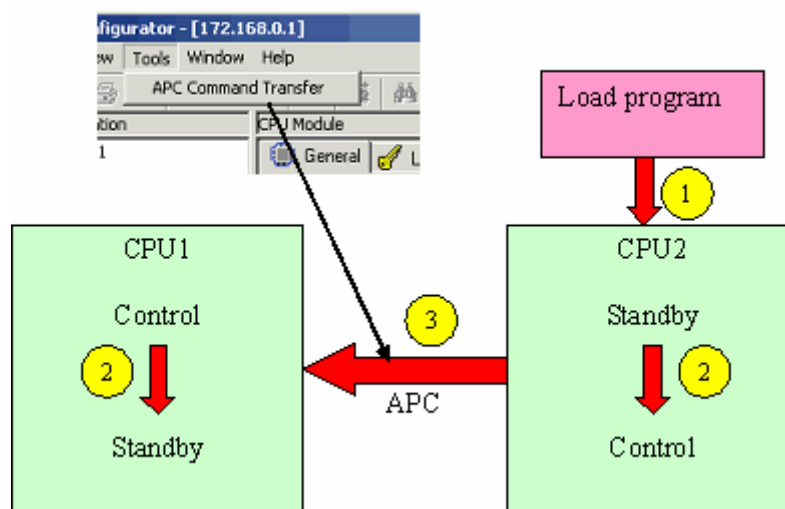 figurator - [172.168.0.1]
Tools Window Help
APC Command Transfer
CPU Module
1
General
Load program
1
CPU1
CPU2
Control
Standby
3
2
2
APC
Standby
Control